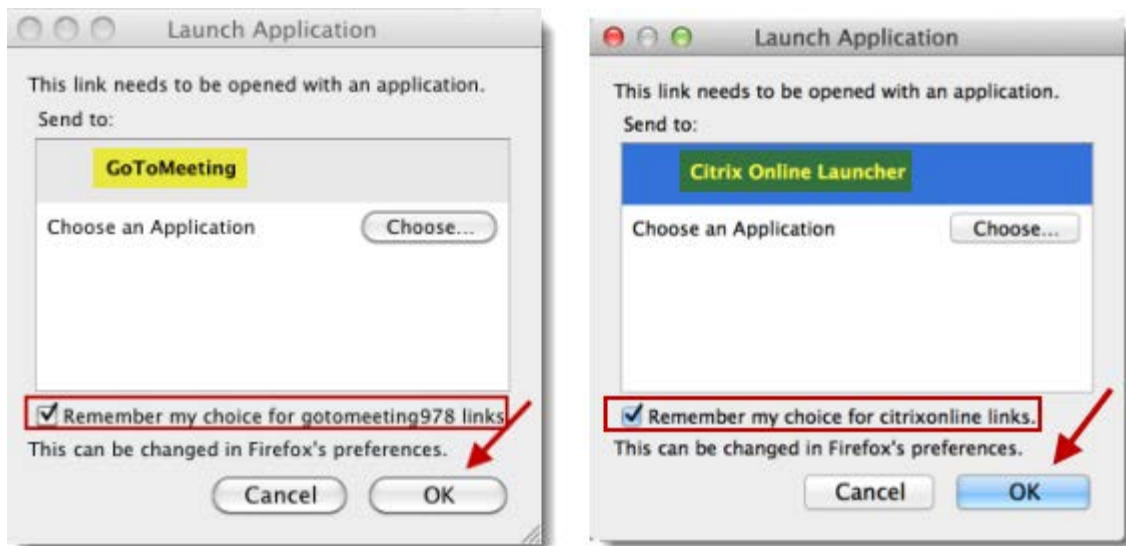 Launch Application
This link needs to be opened with an application.
Send to:
GoToMeeting
Choose an Application
Choose...
Remember my choice for gotomeeting978 links
This can be changed in Firefox's preferences.
Cancel
OK
Launch Application
This link needs to be opened with an application.
Send to:
Citrix Online Launcher
Choose an Application
Choose...
Remember my choice for citrixonline links.
This can be changed in Firefox's preferences.
Cancel
OK